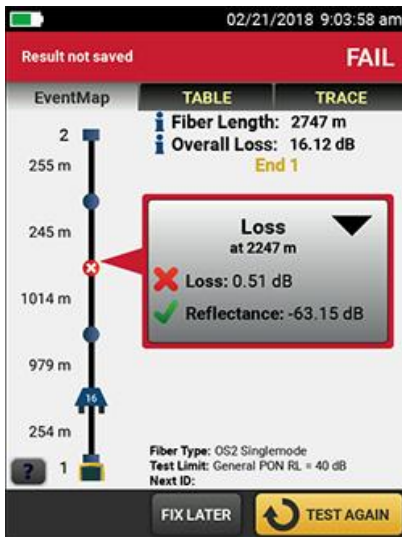 02/21/2018 9:03:58 am
Result not saved FAIL
EventMap TABLE TRACE
Fiber Length: 2747 m
Overall Loss: 16.12 dB
End 1
2
255 m
245 m
Loss
at 2247 m
Loss: 0.51 dB
Reflectance: -63.15 dB
1014 m
979 m
16
254 m
1
Fiber Type: OS2 Singlemode
Test Limit: General PON RL = 40 dB
Next ID:
?
FIX LATER TEST AGAIN